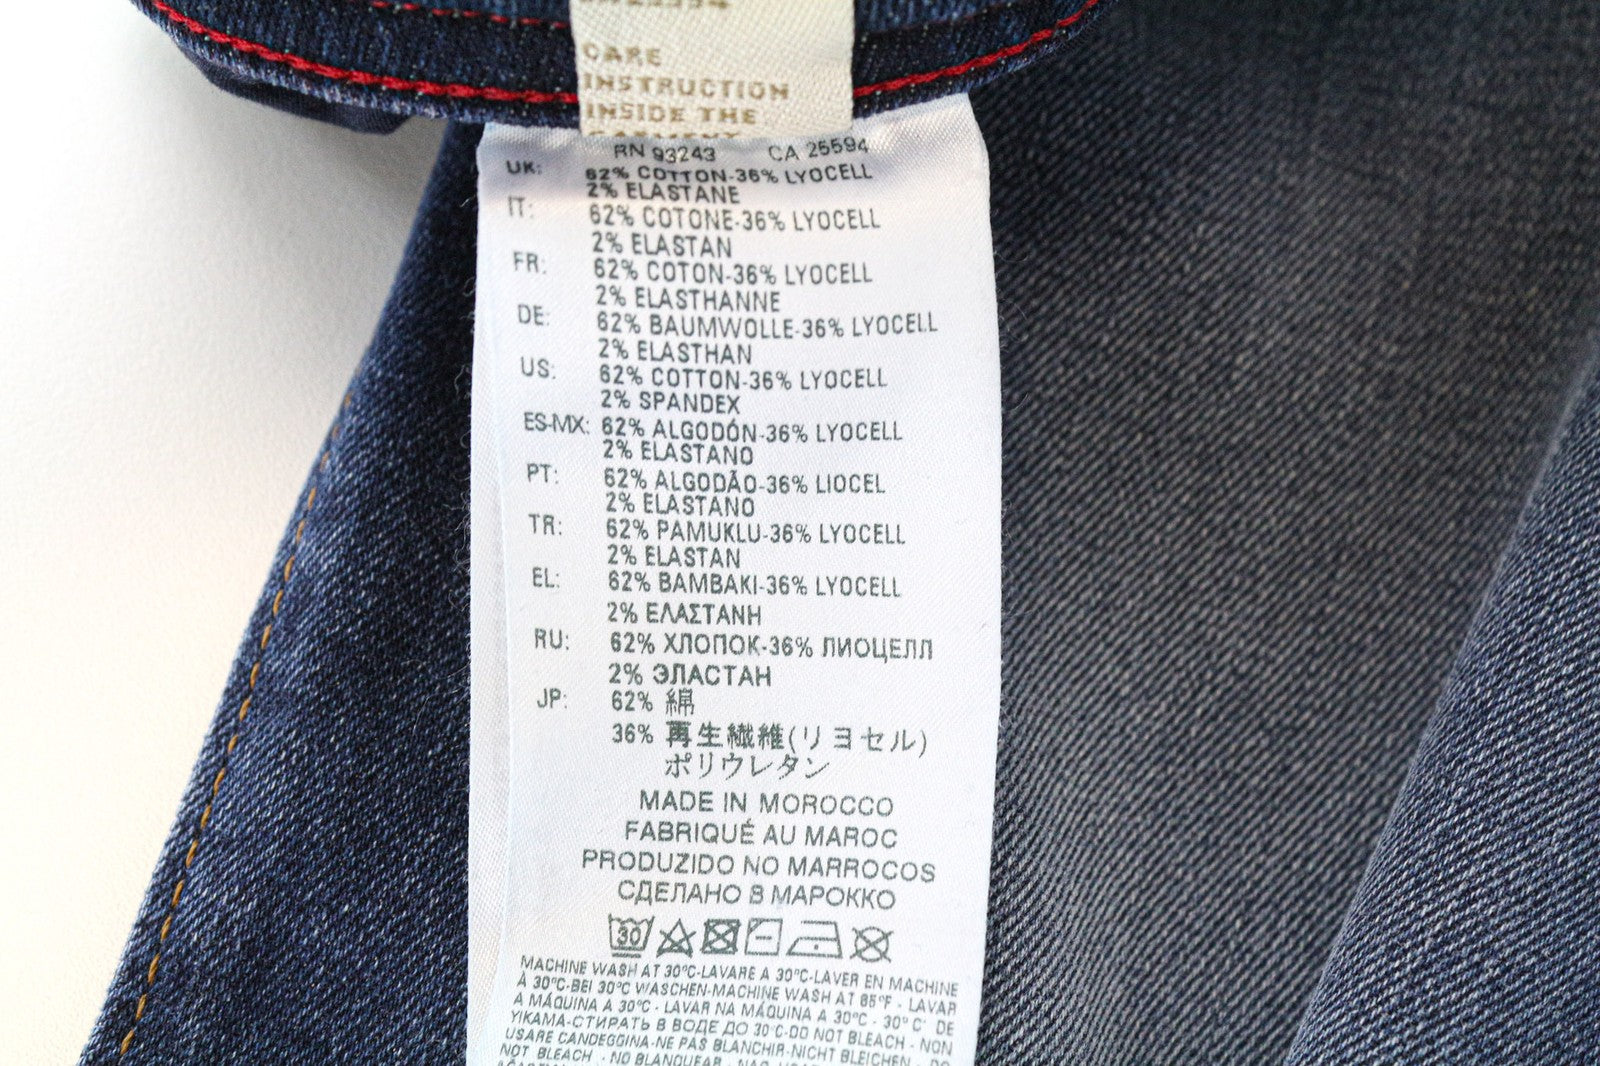 CARE
INSTRUCTION
INSIDE THE
GARMENT
RN 93243 CA 25594
UK: 62% COTTON-36% LYOCELL
2% ELASTANE
IT: 62% COTONE-36% LYOCELL
2% ELASTAN
FR: 62% COTON-36% LYOCELL
2% ELASTHANNE
DE: 62% BAUMWOLLE-36% LYOCELL
2% ELASTHAN
US: 62% COTTON-36% LYOCELL
2% SPANDEX
ES-MX: 62% ALGODÓN-36% LYOCELL
2% ELASTANO
PT: 62% ALGODÃO-36% LIOCEL
2% ELASTANO
TR: 62% PAMUKLU-36% LYOCELL
2% ELASTAN
EL: 62% BAMBAKI-36% LYOCELL
2% ΕΛΑΣΤΑΝΗ
RU: 62% ХЛОПОК-36% ЛИОЦЕЛЛ
2% ЭЛАСТАН
JP: 62% 綿
36% 再生繊維(リヨセル)
ポリウレタン
MADE IN MOROCCO
FABRIQUÉ AU MAROC
PRODUZIDO NO MARROCOS
СДЕЛАНО В МАРОККО
30
MACHINE WASH AT 30°C-LAVARE A 30°C-LAVER EN MACHINE
À 30°C-BEI 30°C WASCHEN-MACHINE WASH AT 85°F - LAVAR
A MÁQUINA A 30°C - LAVAR NA MÁQUINA A 30°C - 30°C' DE
YIKAMA-СТИРАТЬ В ВОДЕ ДО 30°C-DO NOT BLEACH - NON
USARE CANDEGGINA-NE PAS BLANCHIR-NICHT BLEICHEN - DO
NOT BLEACH - NO BLANQUEAR - NÃO